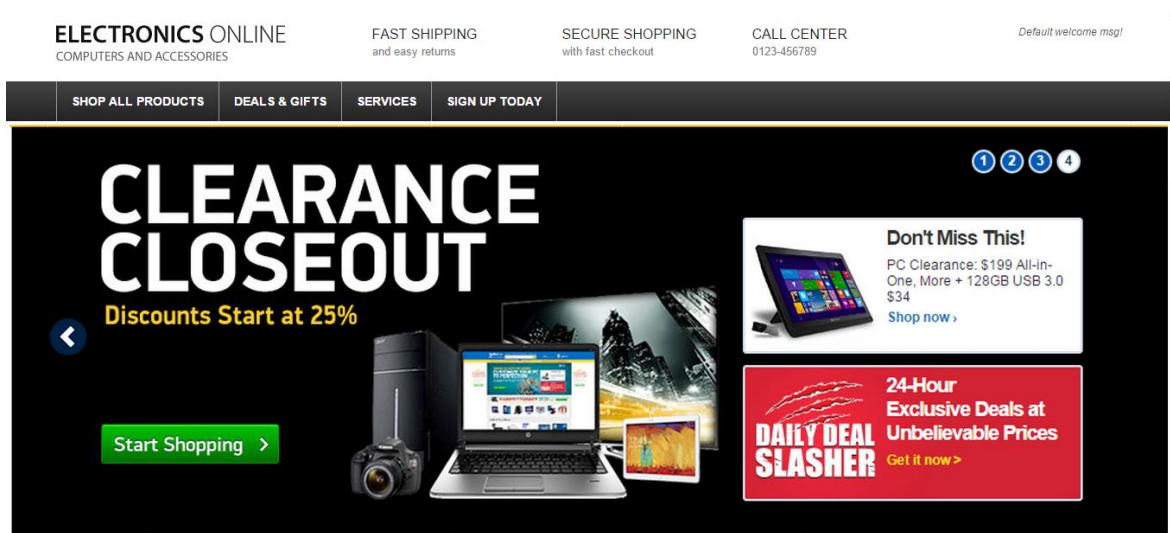 ELECTRONICS ONLINE
COMPUTERS AND ACCESSORIES
FAST SHIPPING
and easy returns
SECURE SHOPPING
with fast checkout
CALL CENTER
0123-456789
Default welcome msg!
SHOP ALL PRODUCTS
DEALS & GIFTS
SERVICES
SIGN UP TODAY
1 2 3 4
CLEARANCE
CLOSEOUT
Discounts Start at 25%
Start Shopping >
Don't Miss This!
PC Clearance: $199 All-in-
One, More + 128GB USB 3.0
$34
Shop now ›
DAILY DEAL
SLASHER
24-Hour
Exclusive Deals at
Unbelievable Prices
Get it now >